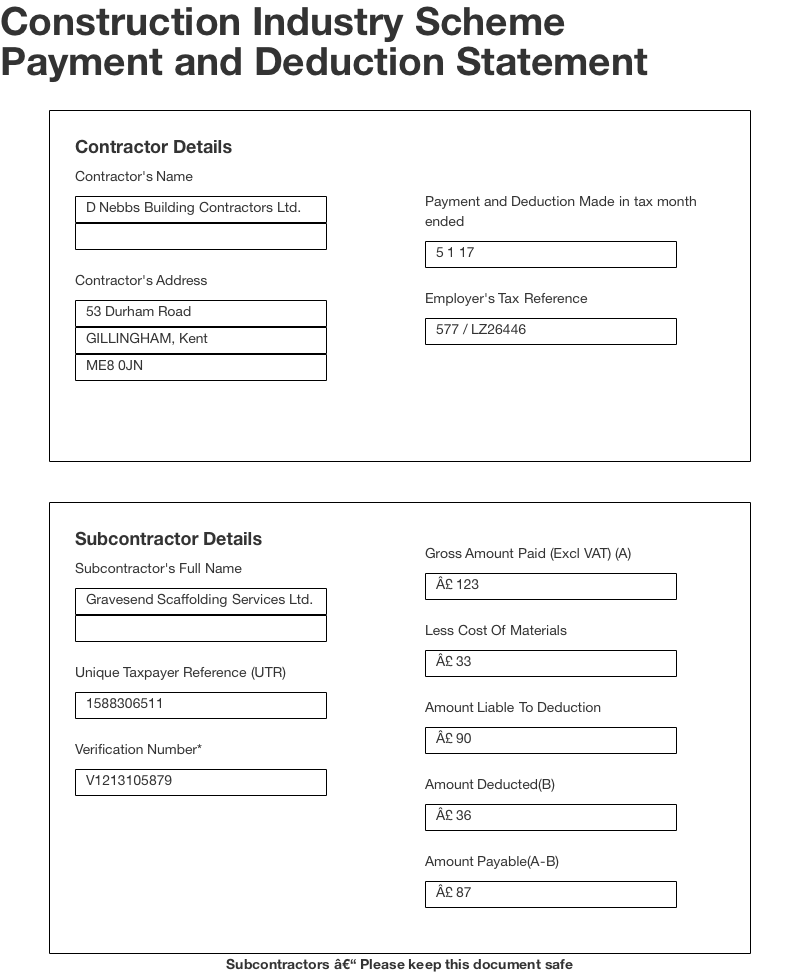 Construction Industry Scheme
Payment and Deduction Statement
Contractor Details
Contractor's Name
D Nebbs Building Contractors Ltd.
Contractor's Address
53 Durham Road
GILLINGHAM, Kent
ME8 0JN
Payment and Deduction Made in tax month
ended
5 1 17
Employer's Tax Reference
577 / LZ26446
Subcontractor Details
Subcontractor's Full Name
Gravesend Scaffolding Services Ltd.
Unique Taxpayer Reference (UTR)
1588306511
Verification Number*
V1213105879
Gross Amount Paid (Excl VAT) (A)
Â£ 123
Less Cost Of Materials
Â£ 33
Amount Liable To Deduction
Â£ 90
Amount Deducted(B)
Â£ 36
Amount Payable(A-B)
Â£ 87
Subcontractors â€“ Please keep this document safe